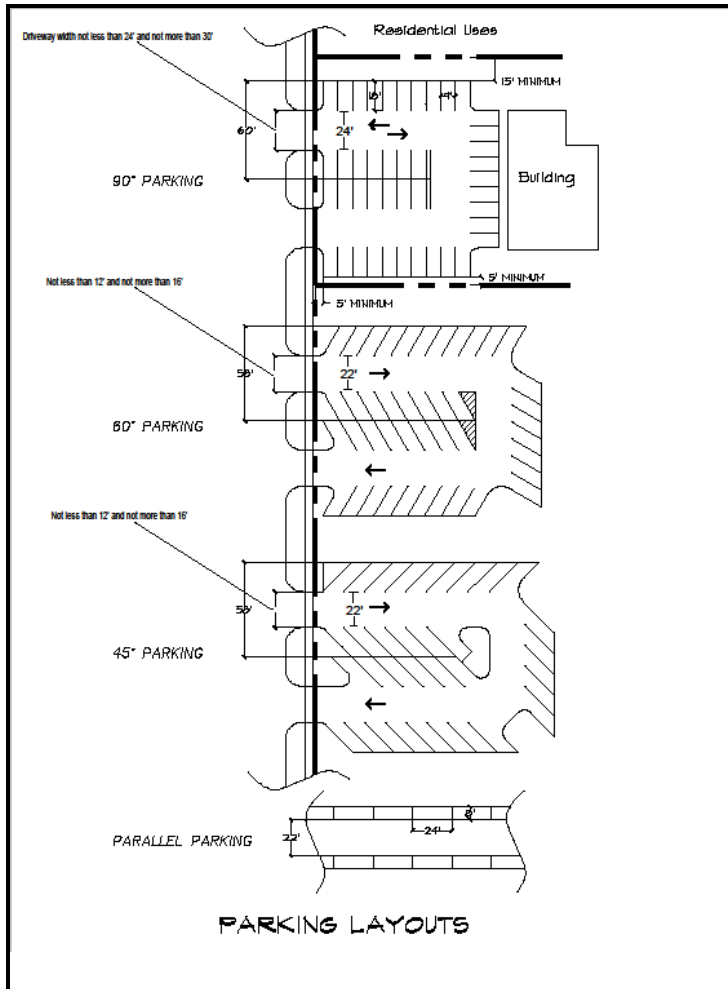 Residential Uses
Driveway width not less than 24' and not more than 30'
15' MINIMUM
18'
9'
60'
24'
90° PARKING
Building
Not less than 12' and not more than 16'
5' MINIMUM
5' MINIMUM
58'
22'
60° PARKING
Not less than 12' and not more than 16'
22'
45° PARKING
24'
22'
PARALLEL PARKING
PARKING LAYOUTS